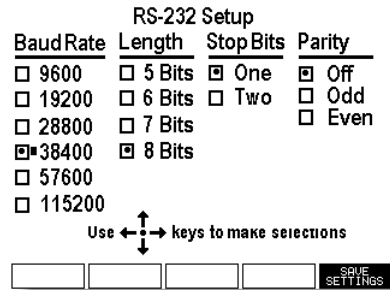 RS-232 Setup
Baud Rate Length Stop Bits Parity
9600 5 Bits One Off
19200 6 Bits Two Odd
28800 7 Bits Even
38400 8 Bits
57600
115200
Use keys to make selections
SAVE
SETTINGS